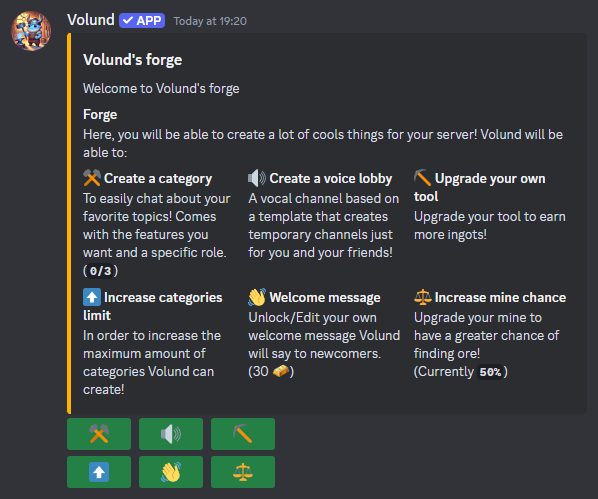 Volund ✓ APP Today at 19:20
Volund's forge
Welcome to Volund's forge
Forge
Here, you will be able to create a lot of cools things for your server! Volund will be
able to:
Create a category
To easily chat about your
favorite topics! Comes
with the features you
want and a specific role.
(0/3)
Create a voice lobby
A vocal channel based on
a template that creates
temporary channels just
for you and your friends!
Upgrade your own
tool
Upgrade your tool to earn
more ingots!
Increase categories
limit
In order to increase the
maximum amount of
categories Volund can
create!
Welcome message
Unlock/Edit your own
welcome message Volund
will say to newcomers.
(30 )
Increase mine chance
Upgrade your mine to
have a greater chance of
finding ore!
(Currently 50%)